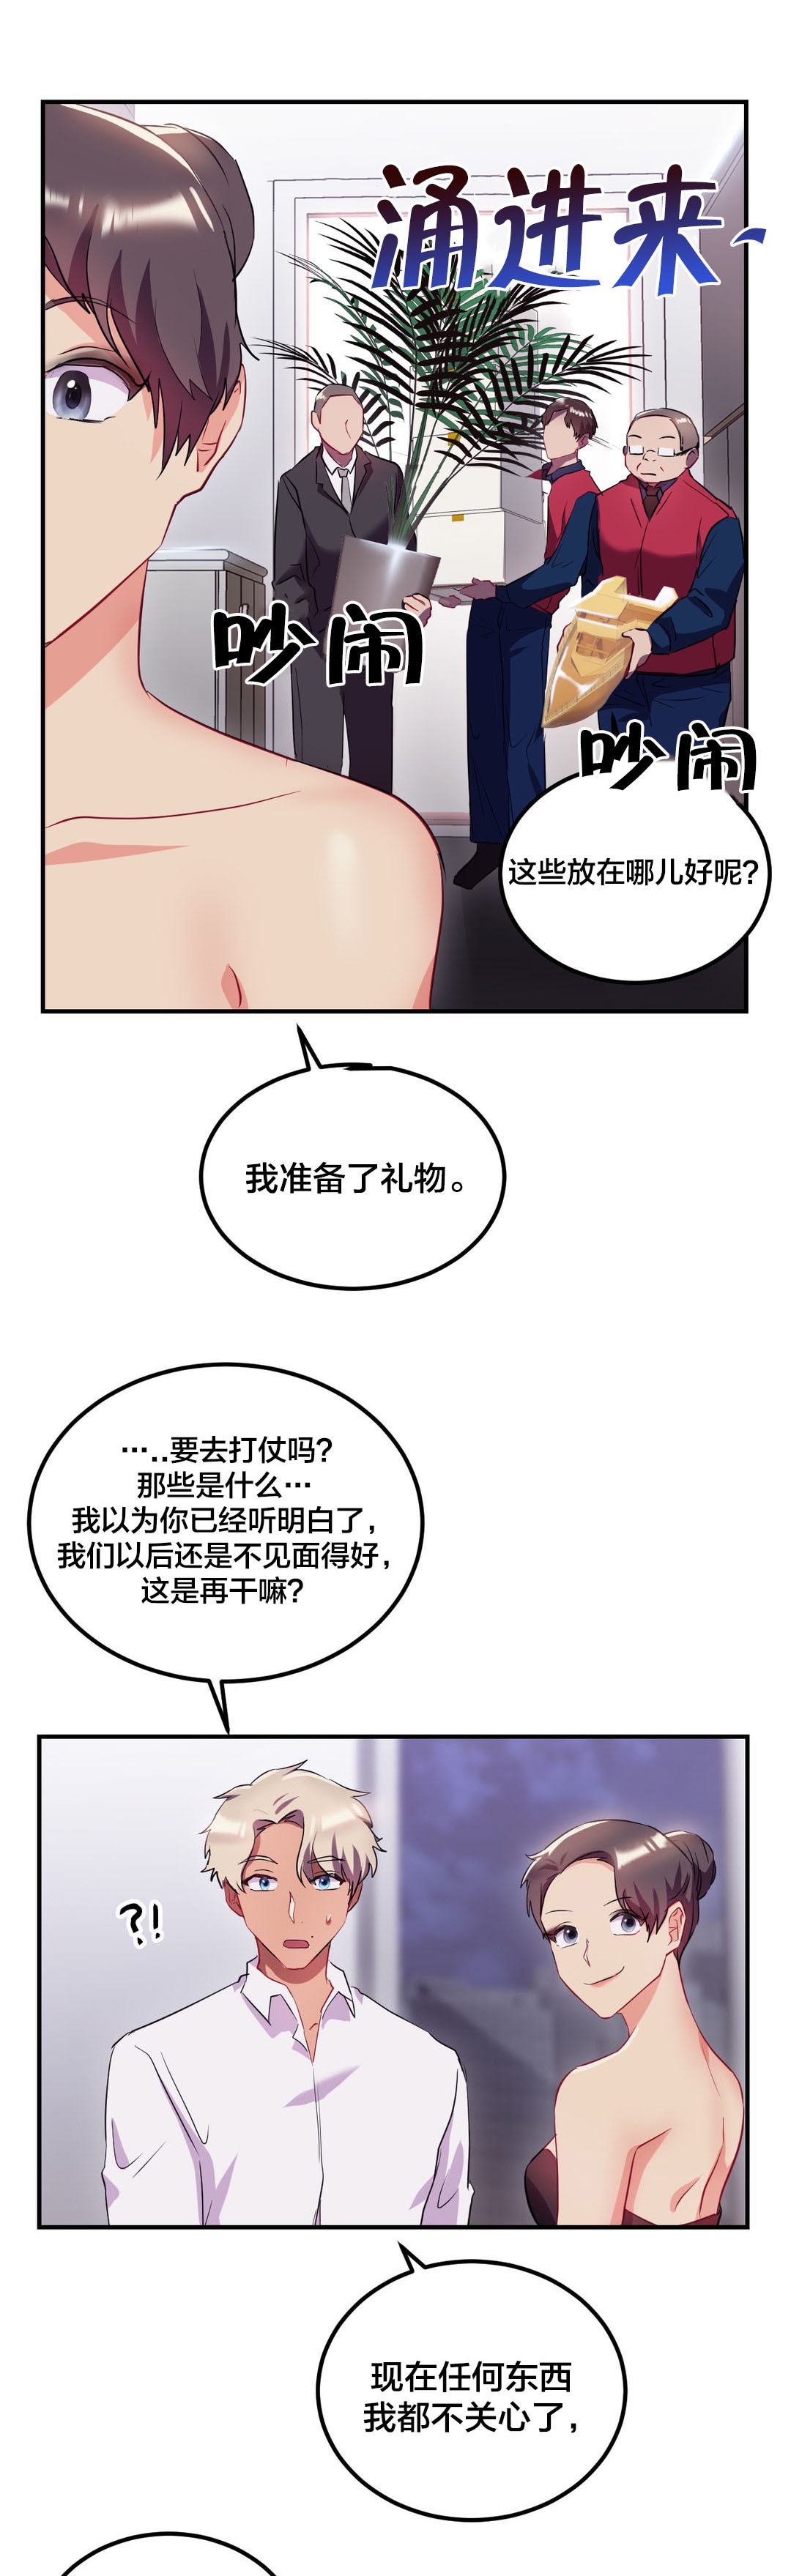 涌进来~
吵闹
吵闹
这些放在哪儿好呢?
我准备了礼物。
…..要去打仗吗?
那些是什么…
我以为你已经听明白了,
我们以后还是不见面得好,
这是再干嘛?
?!
现在任何东西
我都不关心了,